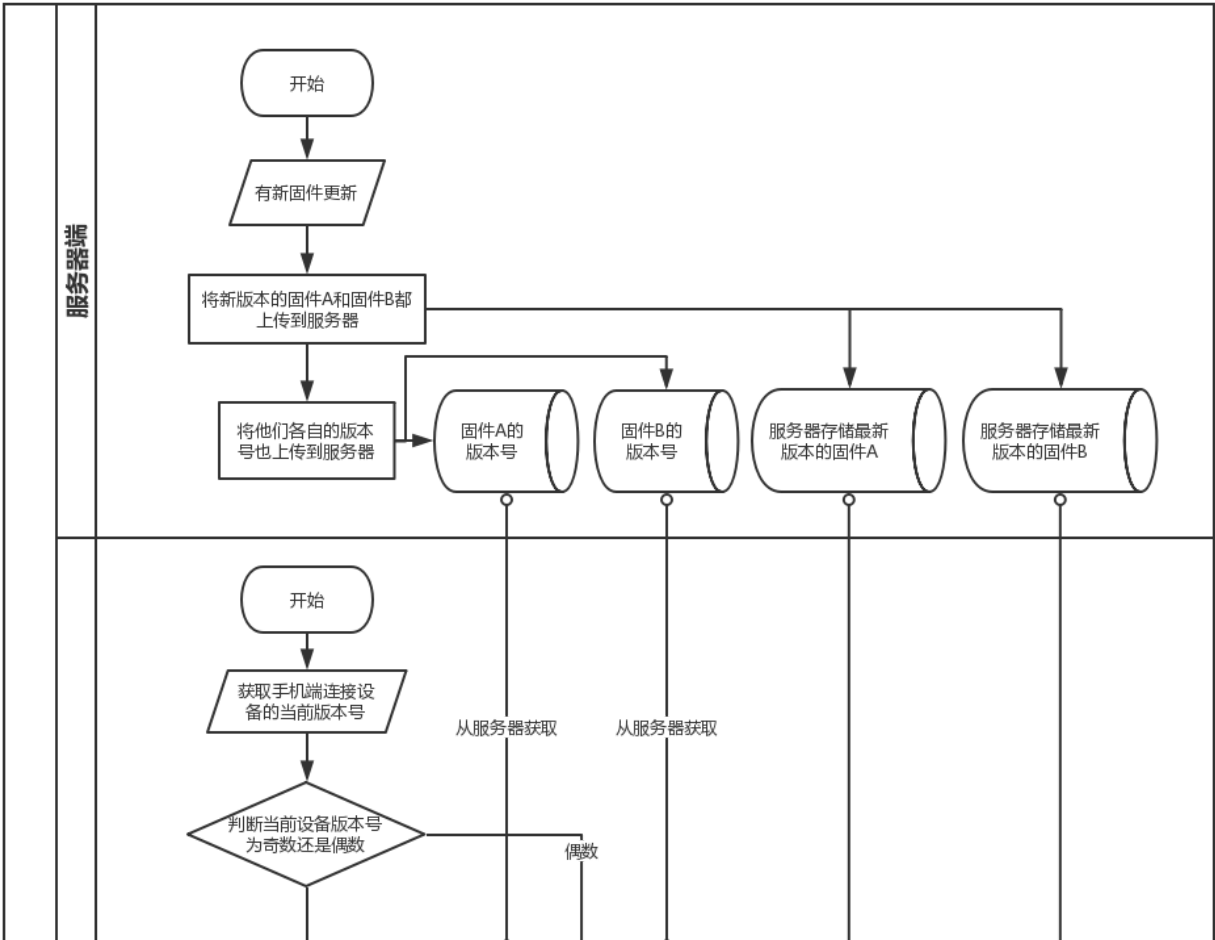 服务器端
开始
有新固件更新
将新版本的固件A和固件B都
上传到服务器
将他们各自的版本
号也上传到服务器
固件A的
版本号
固件B的
版本号
服务器存储最新
版本的固件A
服务器存储最新
版本的固件B
开始
获取手机端连接设
备的当前版本号
从服务器获取
从服务器获取
判断当前设备版本号
为奇数还是偶数
偶数